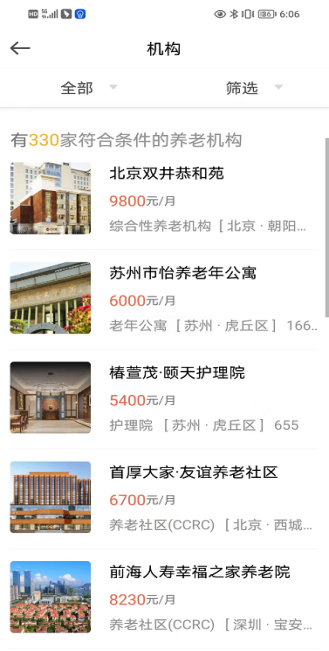 HD 5G 86 6:06
机构
全部 筛选
有330家符合条件的养老机构
北京双井恭和苑
9800元/月
综合性养老机构 [ 北京 · 朝阳...
苏州市怡养老年公寓
6000元/月
老年公寓 [ 苏州 · 虎丘区 ] 166..
椿萱茂·颐天护理院
5400元/月
护理院 [ 苏州 · 虎丘区 ] 655
首厚大家·友谊养老社区
6700元/月
养老社区(CCRC) [ 北京 · 西城...
前海人寿幸福之家养老院
8230元/月
养老社区(CCRC) [ 深圳 · 宝安...